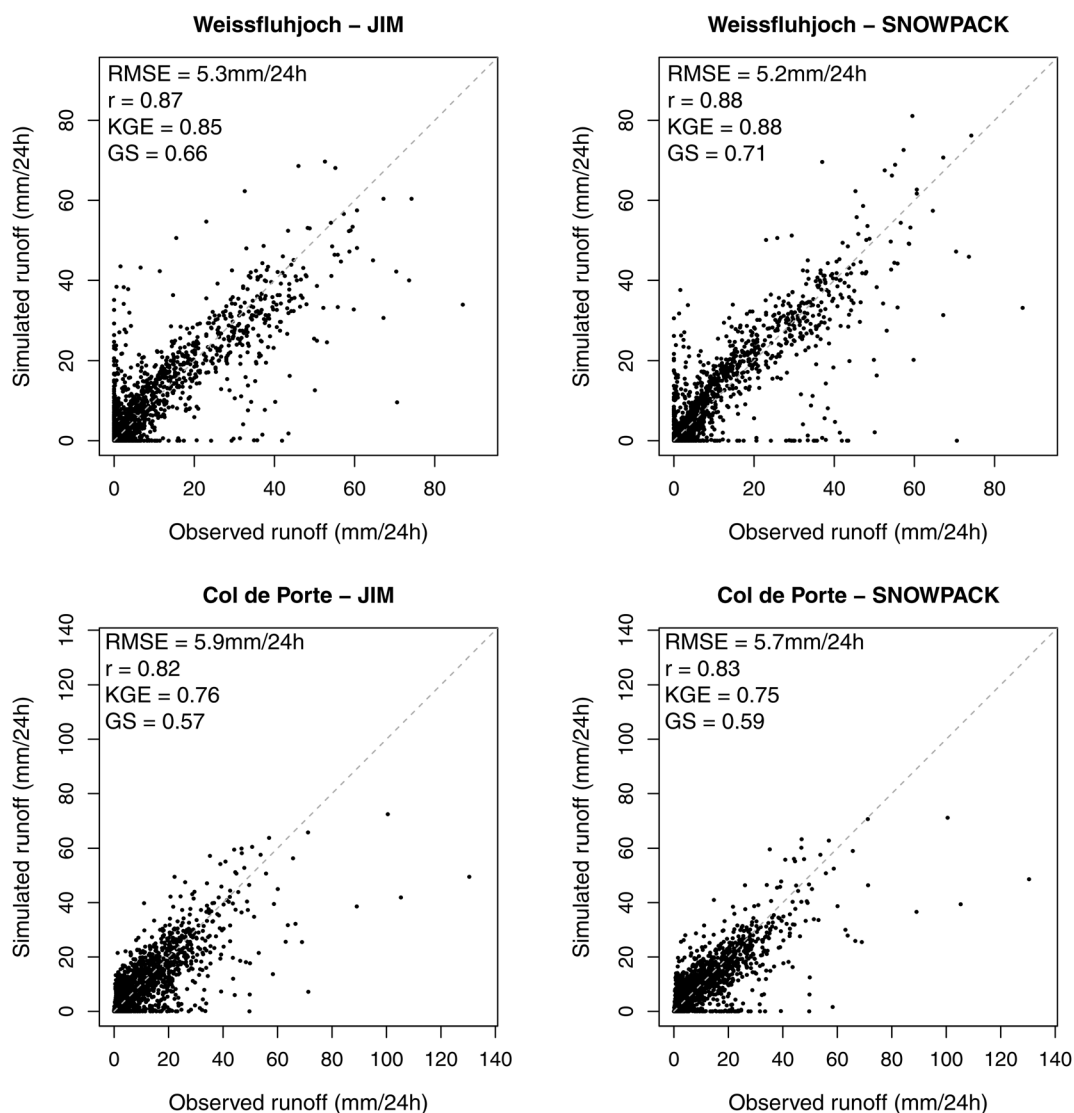 Weissfluhjoch – JIM
RMSE = 5.3mm/24h
r = 0.87
KGE = 0.85
GS = 0.66
Simulated runoff (mm/24h)
80
60
40
20
0
0 20 40 60 80
Observed runoff (mm/24h)
Weissfluhjoch – SNOWPACK
RMSE = 5.2mm/24h
r = 0.88
KGE = 0.88
GS = 0.71
Simulated runoff (mm/24h)
80
60
40
20
0
0 20 40 60 80
Observed runoff (mm/24h)
Col de Porte – JIM
RMSE = 5.9mm/24h
r = 0.82
KGE = 0.76
GS = 0.57
Simulated runoff (mm/24h)
140
120
100
80
60
40
20
0
0 20 40 60 80 100 120 140
Observed runoff (mm/24h)
Col de Porte – SNOWPACK
RMSE = 5.7mm/24h
r = 0.83
KGE = 0.75
GS = 0.59
Simulated runoff (mm/24h)
140
120
100
80
60
40
20
0
0 20 40 60 80 100 120 140
Observed runoff (mm/24h)